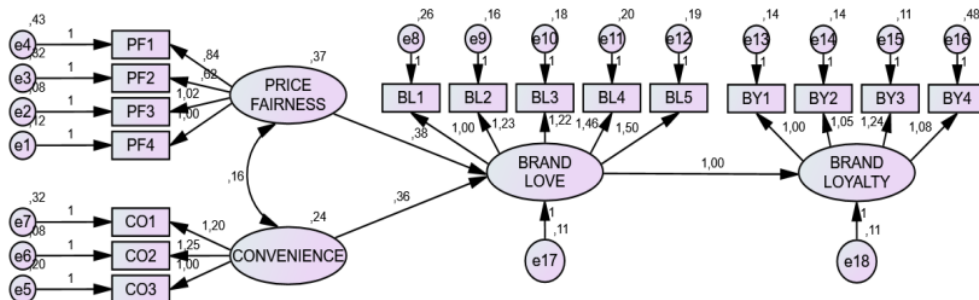 ,43
e4
1
PF1
,84
,32
e3
1
PF2
,62
,08
e2
1
PF3
1,02
,12
e1
1
PF4
1,00
,37
PRICE
FAIRNESS
,16
,32
e7
1
CO1
1,20
,08
e6
1
CO2
1,25
,20
e5
1
CO3
1,00
,24
CONVENIENCE
,38
,36
,26
e8
1
BL1
1,00
,16
e9
1
BL2
1,23
,18
e10
1
BL3
1,22
,20
e11
1
BL4
1,46
,19
e12
1
BL5
1,50
BRAND
LOVE
1
,11
e17
1,00
,14
e13
1
BY1
1,00
,14
e14
1
BY2
1,05
,11
e15
1
BY3
1,24
,48
e16
1
BY4
1,08
BRAND
LOYALTY
1
,11
e18